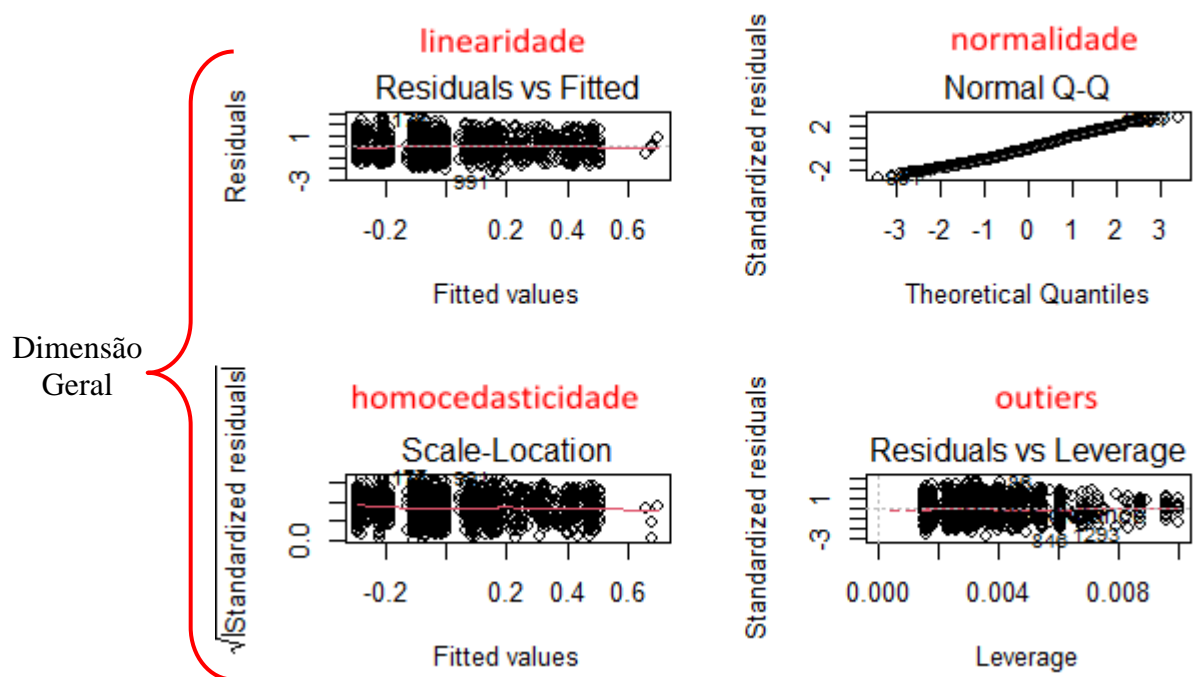 Dimensão
Geral
linearidade
Residuals vs Fitted
Residuals
1
-3
991
-0.2 0.2 0.4 0.6
Fitted values
normalidade
Normal Q-Q
Standardized residuals
2
-2
-3 -2 -1 0 1 2 3
Theoretical Quantiles
homocedasticidade
Scale-Location
√|Standardized residuals|
0.0
-0.2 0.2 0.4 0.6
Fitted values
outiers
Residuals vs Leverage
Standardized residuals
1
-3
1293
0.000 0.004 0.008
Leverage